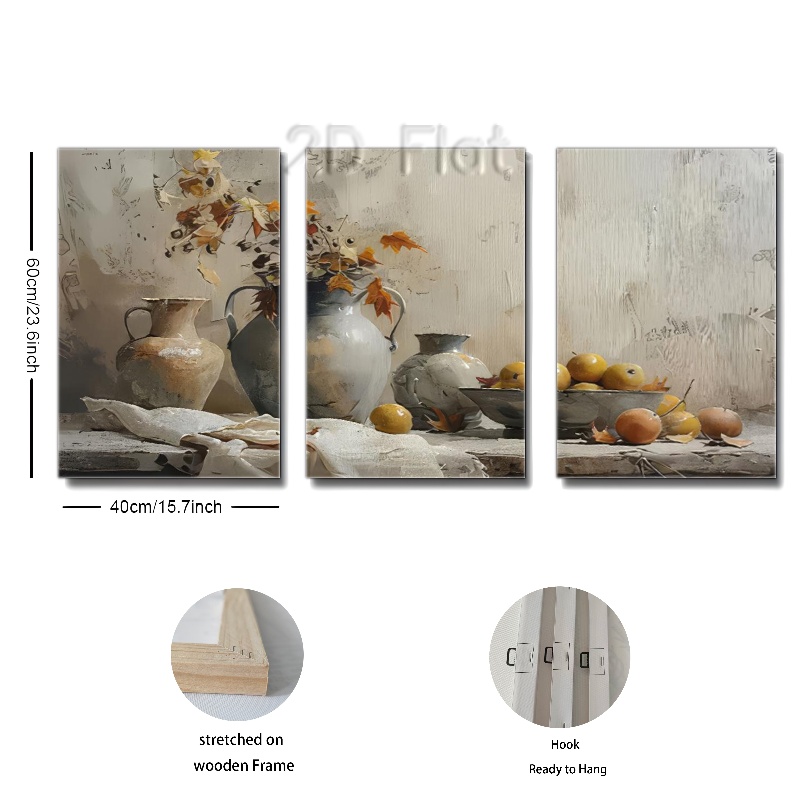 2D Flat
60cm/23.6inch
40cm/15.7inch
stretched on
wooden Frame
Hook
Ready to Hang